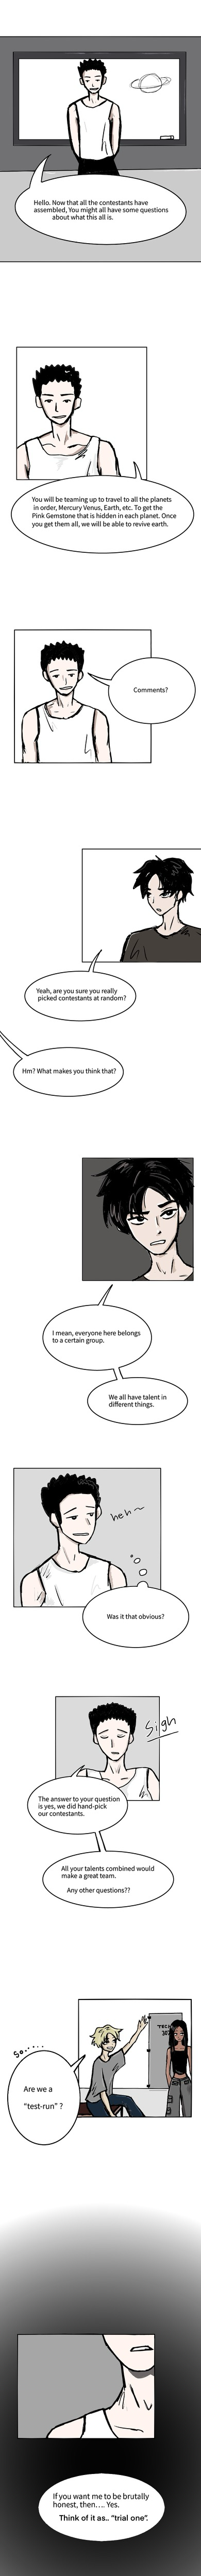 Hello. Now that all the contestants have
assembled, You might all have some questions
about what this all is.
You will be teaming up to travel to all the planets
in order, Mercury Venus, Earth, etc. To get the
Pink Gemstone that is hidden in each planet. Once
you get them all, we will be able to revive earth.
Comments?
Yeah, are you sure you really
picked contestants at random?
Hm? What makes you think that?
I mean, everyone here belongs
to a certain group.
We all have talent in
different things.
heh~
Was it that obvious?
Sigh
The answer to your question
is yes, we did hand-pick
our contestants.
All your talents combined would
make a great team.
Any other questions??
TECH
so......
Are we a
"test-run" ?
If you want me to be brutally
honest, then.... Yes.
Think of it as.. "trial one".